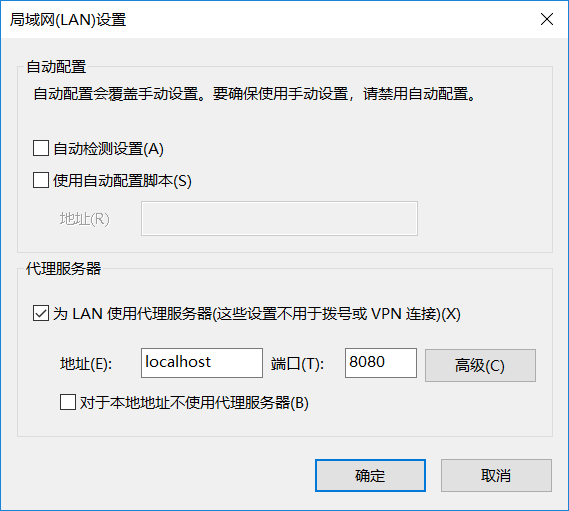 局域网(LAN)设置
自动配置
自动配置会覆盖手动设置。要确保使用手动设置，请禁用自动配置。
自动检测设置(A)
使用自动配置脚本(S)
地址(R)
代理服务器
为 LAN 使用代理服务器(这些设置不用于拨号或 VPN 连接)(X)
地址(E): localhost 端口(T): 8080 高级(C)
对于本地地址不使用代理服务器(B)
确定 取消